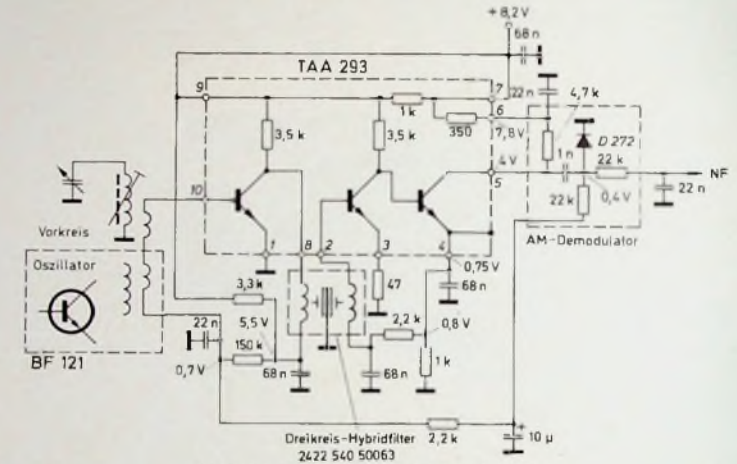 +8,2V
68n
TAA 293
9
7
22n
4,7k
1k
6
350
7,8V
3,5k
3,5k
D 272
1n
22k
4V
NF
5
10
22k
0,4V
22n
Vorkreis
AM-Demodulator
Oszillator
1
8
2
3
4
0,75V
68n
47
3,3k
2,2k
0,8V
5,5V
22n
150k
1k
BF 121
0,7V
68n
68n
Dreikreis-Hybridfilter
2422 540 50063
2,2k
+
10µ